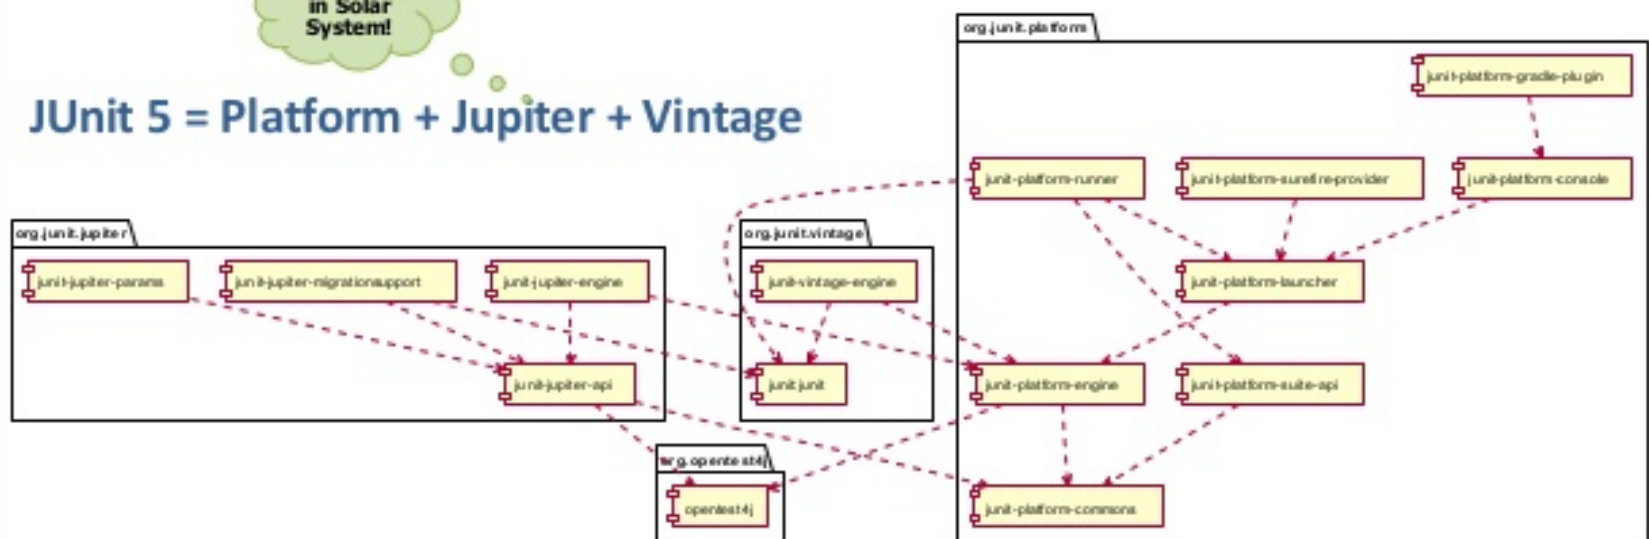 in Solar
System!
JUnit 5 = Platform + Jupiter + Vintage
org.junit.platform
junit-platform-gradle-plugin
junit-platform-runner
junit-platform-surefire-provider
junit-platform-console
org.junit.jupiter
org.junit.vintage
junit-jupiter-params
junit-jupiter-migrationsupport
junit-jupiter-engine
junit-vintage-engine
junit-platform-launcher
junit-jupiter-api
junit:junit
junit-platform-engine
junit-platform-suite-api
org.opentest4j
opentest4j
junit-platform-commons